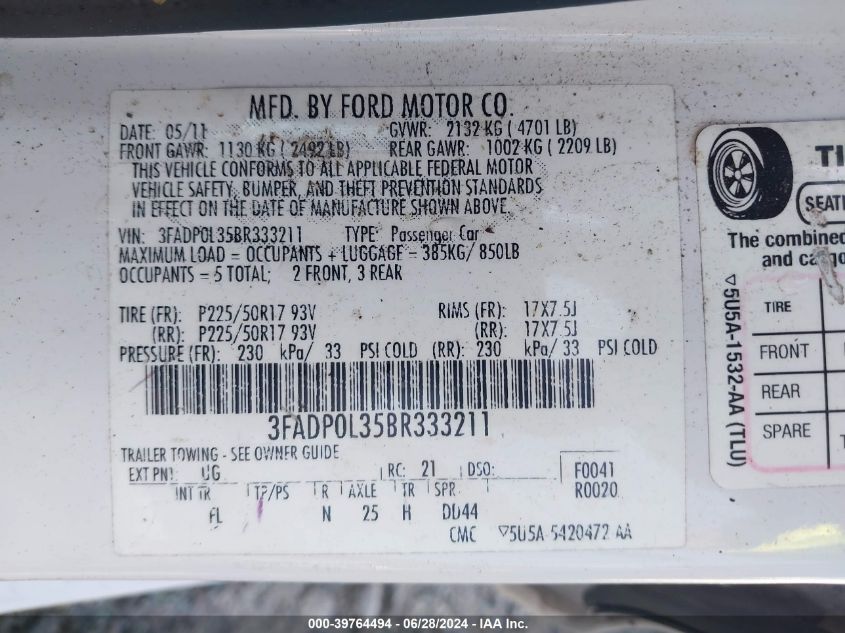 MFD. BY FORD MOTOR CO.
DATE: 05/11 GVWR: 2132 KG ( 4701 LB)
FRONT GAWR: 1130 KG ( 2492 LB) REAR GAWR: 1002 KG ( 2209 LB)
THIS VEHICLE CONFORMS TO ALL APPLICABLE FEDERAL MOTOR
VEHICLE SAFETY, BUMPER, AND THEFT PREVENTION STANDARDS
IN EFFECT ON THE DATE OF MANUFACTURE SHOWN ABOVE
VIN: 3FADP0L35BR333211 TYPE: Passenger Car
MAXIMUM LOAD = OCCUPANTS + LUGGAGE = 385KG/ 850LB
OCCUPANTS = 5 TOTAL; 2 FRONT, 3 REAR
TIRE (FR): P225/50R17 93V RIMS (FR): 17X7.5J
(RR): P225/50R17 93V (RR): 17X7.5J
PRESSURE (FR): 230 kPa/ 33 PSI COLD (RR): 230 kPa/ 33 PSI COLD
3FADP0L35BR333211
TRAILER TOWING - SEE OWNER GUIDE
EXT PNT: UG RC: 21 DSO: F0041
INT TR TP/PS R AXLE TR SPR R0020
FL N 25 H DD44
CMC ▽5U5A-5420472-AA
TI
SEATI
The combined
and cargo
TIRE
FRONT
REAR
SPARE
▽5U5A-1532-AA (TLU)
000-39764494 - 06/28/2024 - IAA Inc.